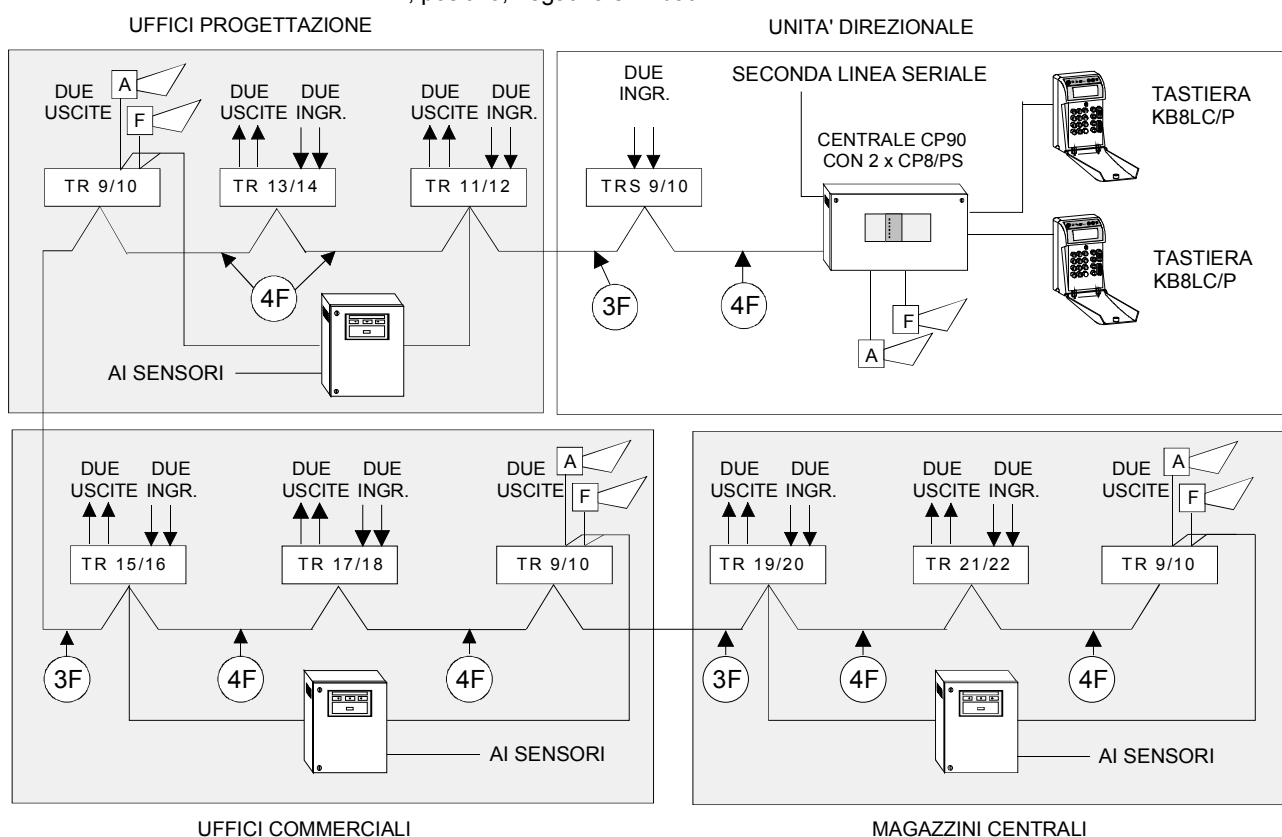 UFFICI PROGETTAZIONE
UNITA' DIREZIONALE
DUE
USCITE
A
F
DUE
USCITE
DUE
INGR.
DUE
USCITE
DUE
INGR.
TR 9/10
TR 13/14
TR 11/12
4F
AI SENSORI
DUE
INGR.
SECONDA LINEA SERIALE
TRS 9/10
CENTRALE CP90
CON 2 x CP8/PS
3F
4F
F
A
TASTIERA
KB8LC/P
TASTIERA
KB8LC/P
DUE
USCITE
DUE
INGR.
DUE
USCITE
DUE
INGR.
DUE
USCITE
A
F
TR 15/16
TR 17/18
TR 9/10
3F
4F
4F
AI SENSORI
DUE
USCITE
DUE
INGR.
DUE
USCITE
DUE
INGR.
DUE
USCITE
A
F
TR 19/20
TR 21/22
TR 9/10
3F
4F
4F
AI SENSORI
UFFICI COMMERCIALI
MAGAZZINI CENTRALI